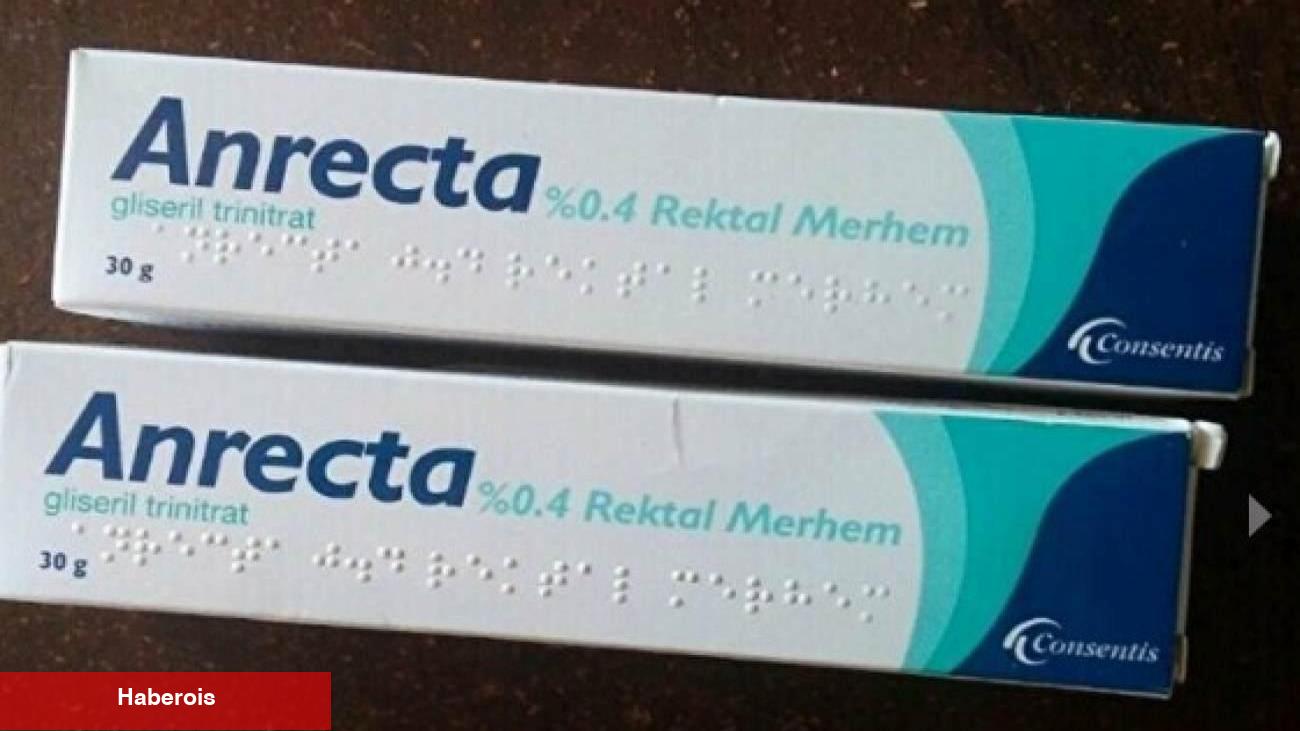 Anrecta %0.4 Rektal Merhem
gliseril trinitrat
30 g
Consentis
Anrecta %0.4 Rektal Merhem
gliseril trinitrat
30 g
Consentis
Haberois